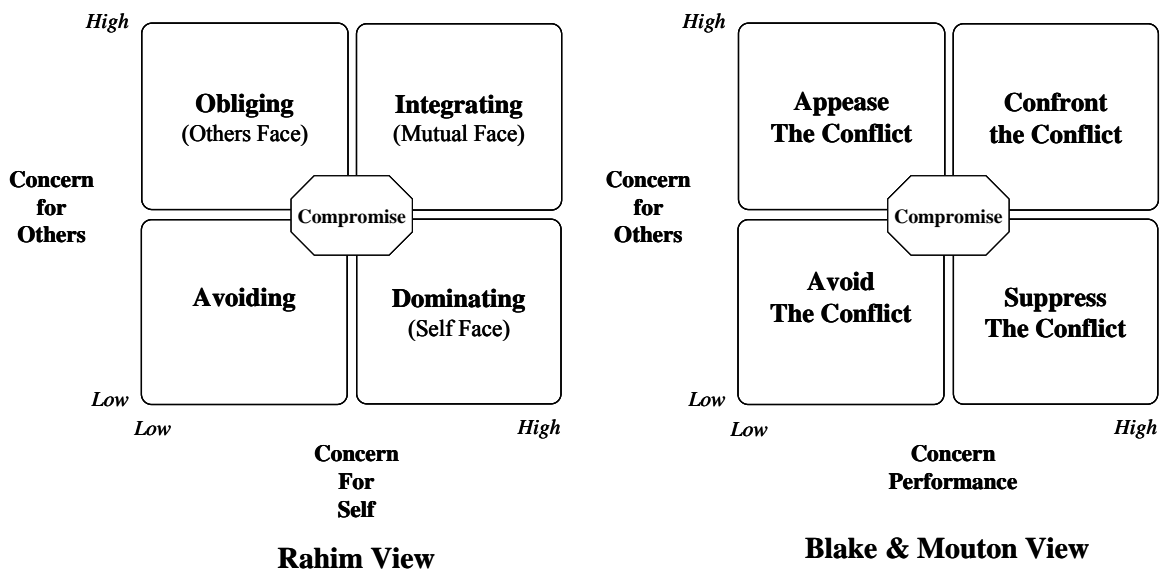 High
Obliging
(Others Face)
Integrating
(Mutual Face)
Concern
for
Others
Compromise
Avoiding
Dominating
(Self Face)
Low
Low
High
Concern
For
Self
Rahim View
High
Appease
The Conflict
Confront
the Conflict
Concern
for
Others
Compromise
Avoid
The Conflict
Suppress
The Conflict
Low
Low
High
Concern
Performance
Blake & Mouton View